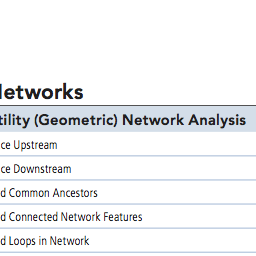 Networks
tility (Geometric) Network Analysis
ce Upstream
ce Downstream
d Common Ancestors
d Connected Network Features
d Loops in Network